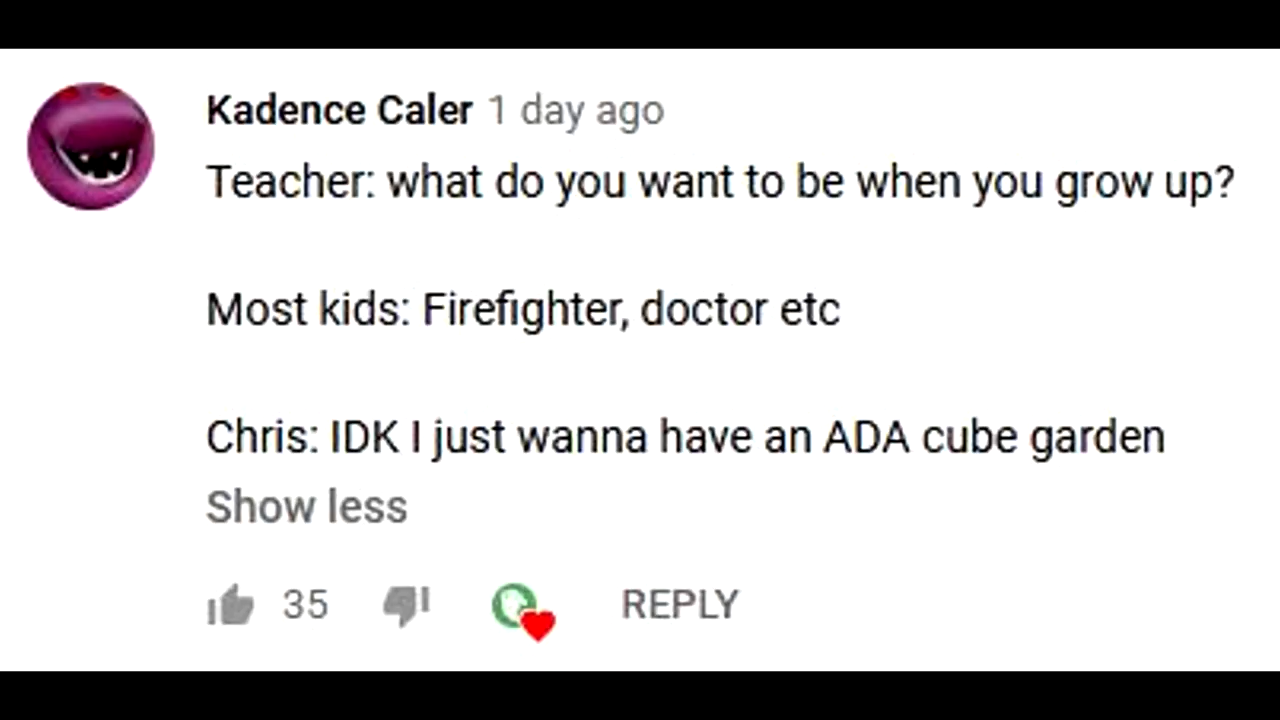 Kadence Caler 1 day ago
Teacher: what do you want to be when you grow up?
Most kids: Firefighter, doctor etc
Chris: IDK I just wanna have an ADA cube garden
Show less
35 REPLY